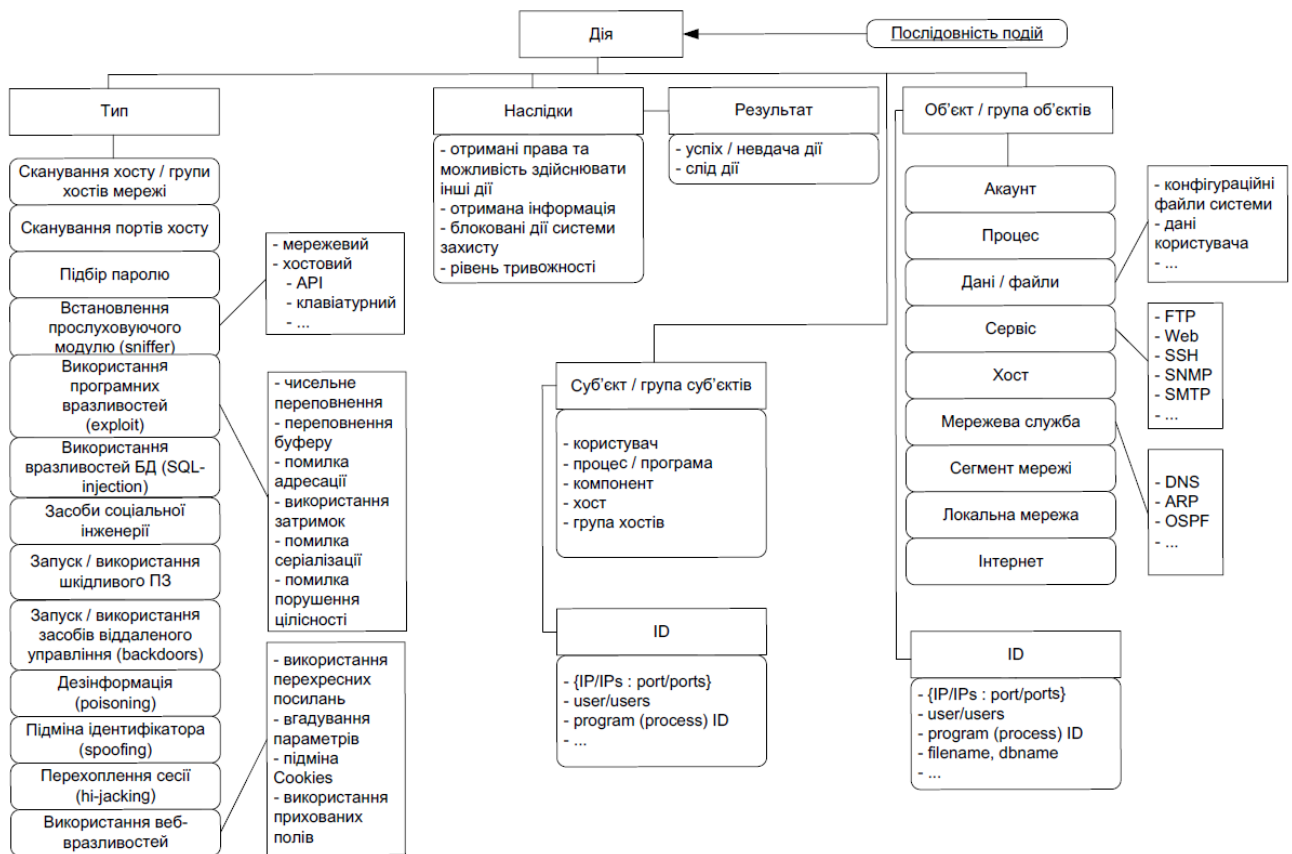 Дія
Послідовність подій
Тип
Сканування хосту / групи
хостів мережі
Сканування портів хосту
Підбір паролю
Встановлення
прослуховуючого
модулю (sniffer)
Використання
програмних
вразливостей
(exploit)
Використання
вразливостей БД (SQL-
injection)
Засоби соціальної
інженерії
Запуск / використання
шкідливого ПЗ
Запуск / використання
засобів віддаленого
управління (backdoors)
Дезінформація
(poisoning)
Підміна ідентифікатора
(spoofing)
Перехоплення сесії
(hi-jacking)
Використання веб-
вразливостей
- мережевий
- хостовий
- API
- клавіатурний
- ...
- чисельне
переповнення
- переповнення
буферу
- помилка
адресації
- використання
затримок
- помилка
серіалізації
- помилка
порушення
цілісності
- використання
перехресних
посилань
- вгадування
параметрів
- підміна
Cookies
- використання
прихованих
полів
Наслідки
- отримані права та
можливість здійснювати
інші дії
- отримана інформація
- блоковані дії системи
захисту
- рівень тривожності
Результат
- успіх / невдача дії
- слід дії
Суб’єкт / група суб’єктів
- користувач
- процес / програма
- компонент
- хост
- група хостів
ID
- {IP/IPs : port/ports}
- user/users
- program (process) ID
- ...
Об’єкт / група об’єктів
Акаунт
Процес
Дані / файли
Сервіс
Хост
Мережева служба
Сегмент мережі
Локальна мережа
Інтернет
- конфігураційні
файли системи
- дані
користувача
- ...
- FTP
- Web
- SSH
- SNMP
- SMTP
- ...
- DNS
- ARP
- OSPF
- ...
ID
- {IP/IPs : port/ports}
- user/users
- program (process) ID
- filename, dbname
- ...